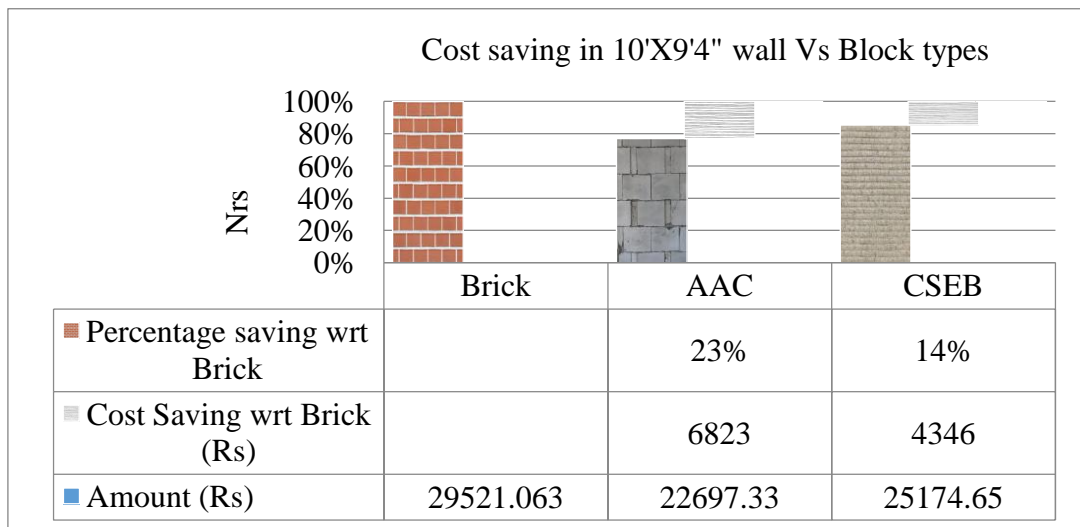 Cost saving in 10'X9'4" wall Vs Block types
100%
80%
60%
40%
20%
0%
Nrs
Brick AAC CSEB
Percentage saving wrt
Brick
23% 14%
Cost Saving wrt Brick
(Rs)
6823 4346
Amount (Rs) 29521.063 22697.33 25174.65